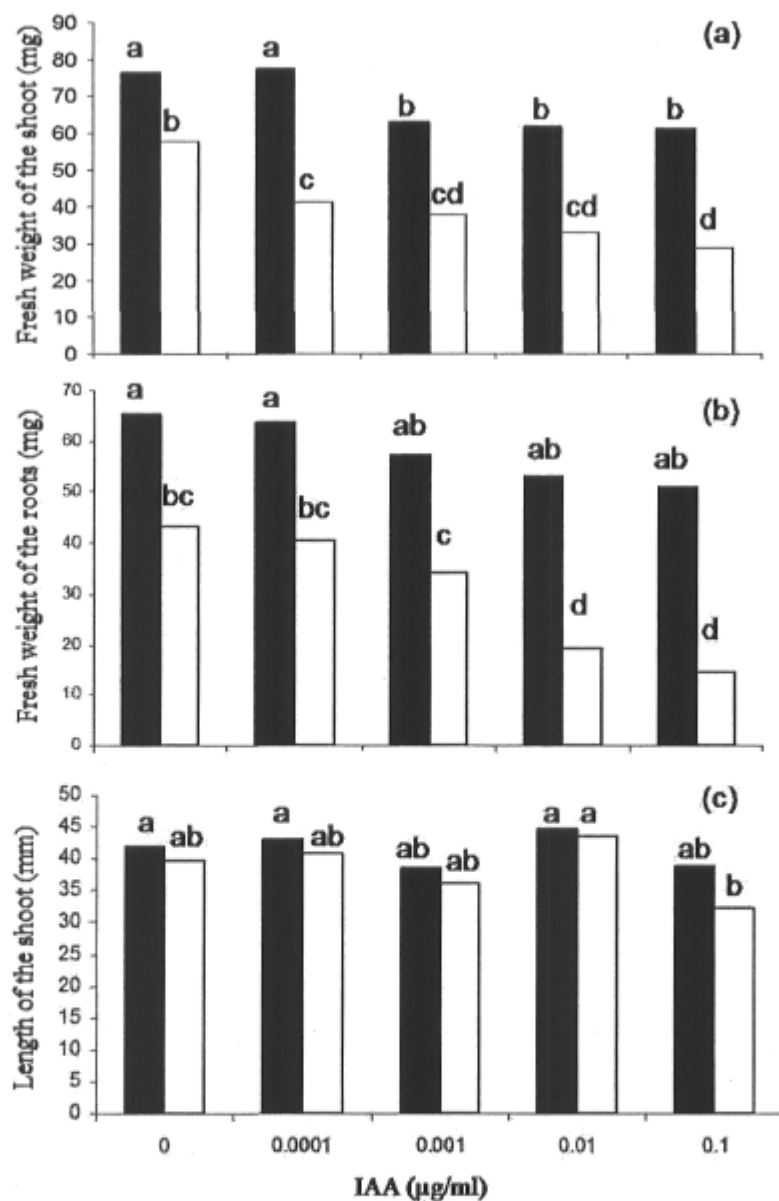 Fresh weight of the shoot (mg)
(a)
90
80
70
60
50
40
30
20
10
0
a
b
a
c
b
cd
b
cd
b
d
Fresh weight of the roots (mg)
(b)
70
60
50
40
30
20
10
0
a
bc
a
bc
ab
c
ab
d
ab
d
Length of the shoot (mm)
(c)
50
45
40
35
30
25
20
15
10
5
0
a
ab
a
ab
ab
ab
a
a
ab
b
0 0.0001 0.001 0.01 0.1
IAA (µg/ml)